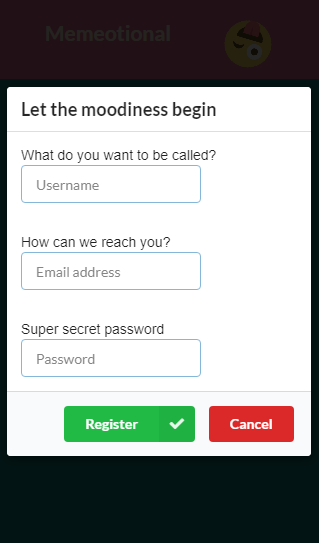 Memeotional
Let the moodiness begin
What do you want to be called?
Username
How can we reach you?
Email address
Super secret password
Password
Register
Cancel